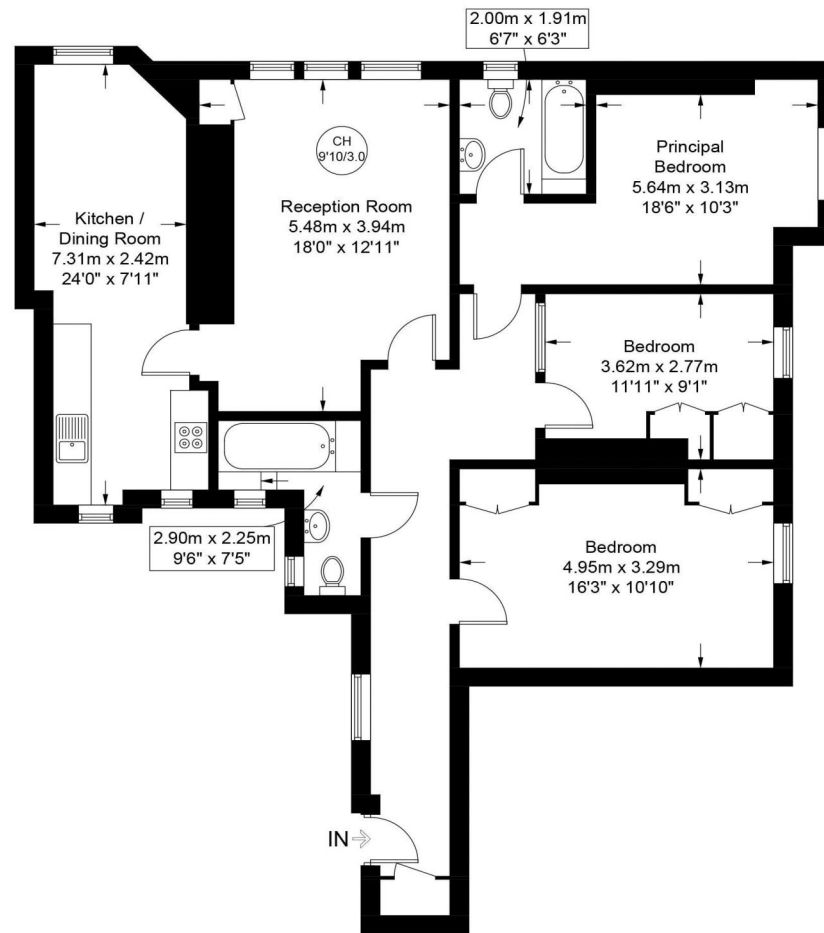 2.00m x 1.91m
6'7" x 6'3"
CH
9'10/3.0
Principal
Bedroom
5.64m x 3.13m
18'6" x 10'3"
Kitchen /
Dining Room
7.31m x 2.42m
24'0" x 7'11"
Reception Room
5.48m x 3.94m
18'0" x 12'11"
Bedroom
3.62m x 2.77m
11'11" x 9'1"
2.90m x 2.25m
9'6" x 7'5"
Bedroom
4.95m x 3.29m
16'3" x 10'10"
IN